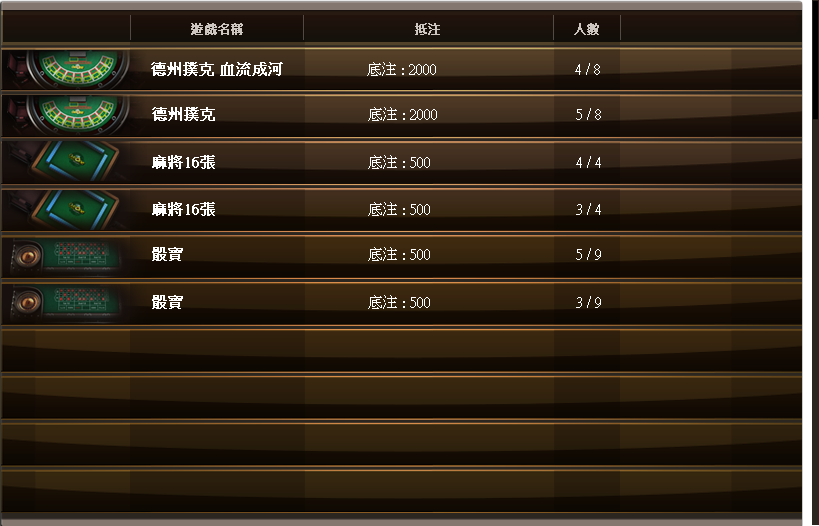 遊戲名稱 抵注 人數
德州撲克 血流成河 底注 : 2000 4 / 8
德州撲克 底注 : 2000 5 / 8
麻將16張 底注 : 500 4 / 4
麻將16張 底注 : 500 3 / 4
骰寶 底注 : 500 5 / 9
骰寶 底注 : 500 3 / 9